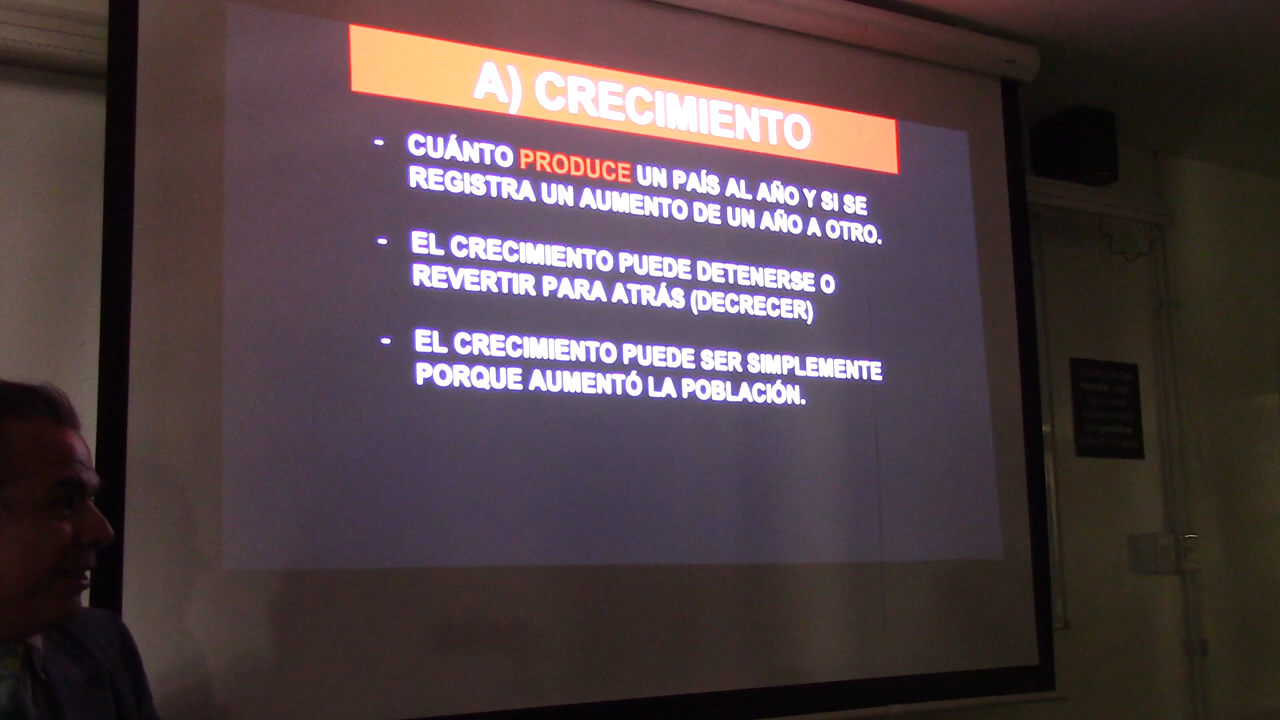 A) CRECIMIENTO
- CUÁNTO PRODUCE UN PAÍS AL AÑO Y SI SE
REGISTRA UN AUMENTO DE UN AÑO A OTRO.
- EL CRECIMIENTO PUEDE DETENERSE O
REVERTIR PARA ATRÁS (DECRECER)
- EL CRECIMIENTO PUEDE SER SIMPLEMENTE
PORQUE AUMENTÓ LA POBLACIÓN.